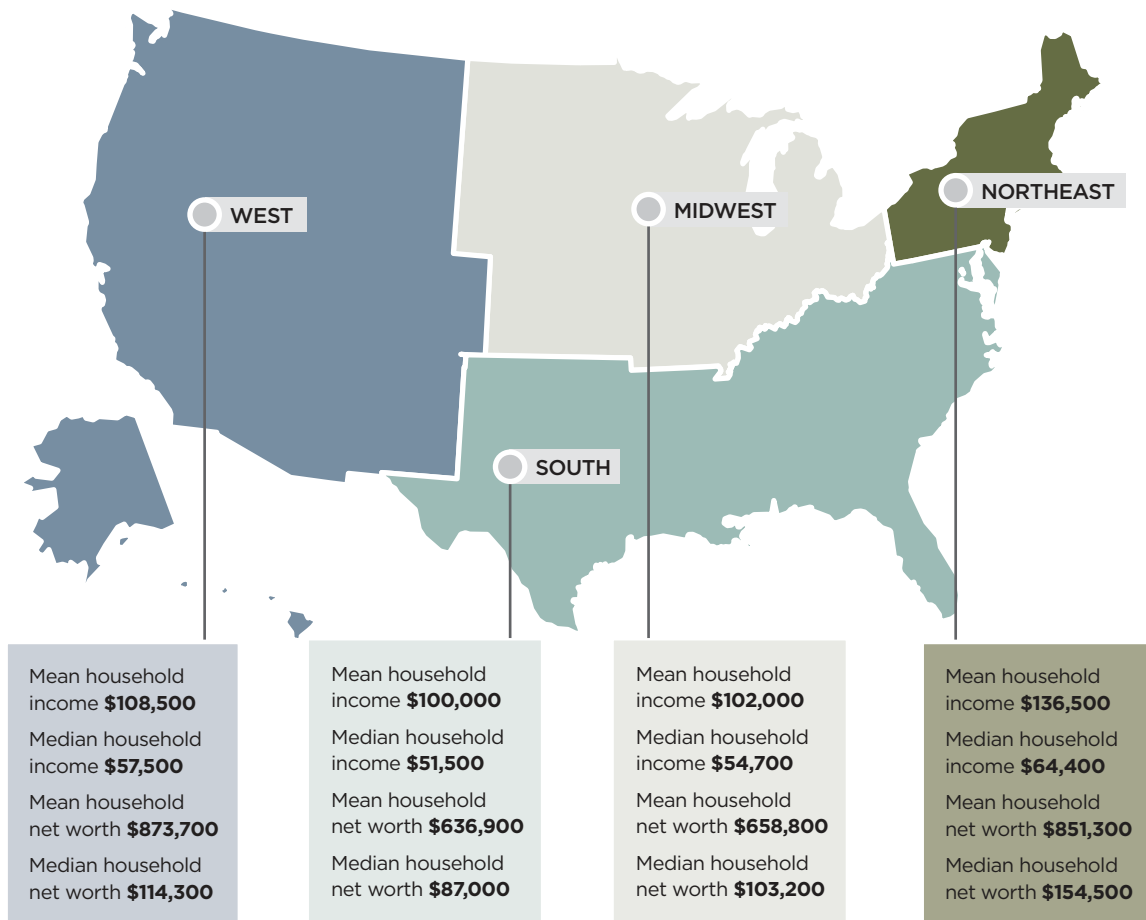 WEST
MIDWEST
NORTHEAST
SOUTH
Mean household
income $108,500
Median household
income $57,500
Mean household
net worth $873,700
Median household
net worth $114,300
Mean household
income $100,000
Median household
income $51,500
Mean household
net worth $636,900
Median household
net worth $87,000
Mean household
income $102,000
Median household
income $54,700
Mean household
net worth $658,800
Median household
net worth $103,200
Mean household
income $136,500
Median household
income $64,400
Mean household
net worth $851,300
Median household
net worth $154,500